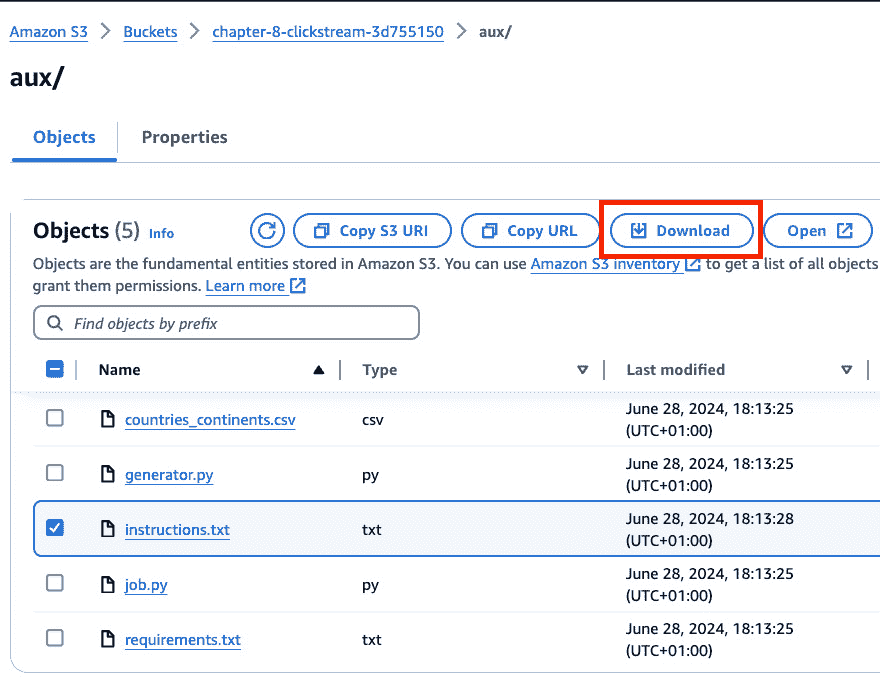 Amazon S3 > Buckets > chapter-8-clickstream-3d755150 > aux/
aux/
Objects Properties
Objects (5) Info Copy S3 URI Copy URL Download Open
Objects are the fundamental entities stored in Amazon S3. You can use Amazon S3 inventory to get a list of all objects
grant them permissions. Learn more
Find objects by prefix
Name Type Last modified
countries_continents.csv csv June 28, 2024, 18:13:25
(UTC+01:00)
generator.py py June 28, 2024, 18:13:25
(UTC+01:00)
instructions.txt txt June 28, 2024, 18:13:28
(UTC+01:00)
job.py py June 28, 2024, 18:13:25
(UTC+01:00)
requirements.txt txt June 28, 2024, 18:13:25
(UTC+01:00)